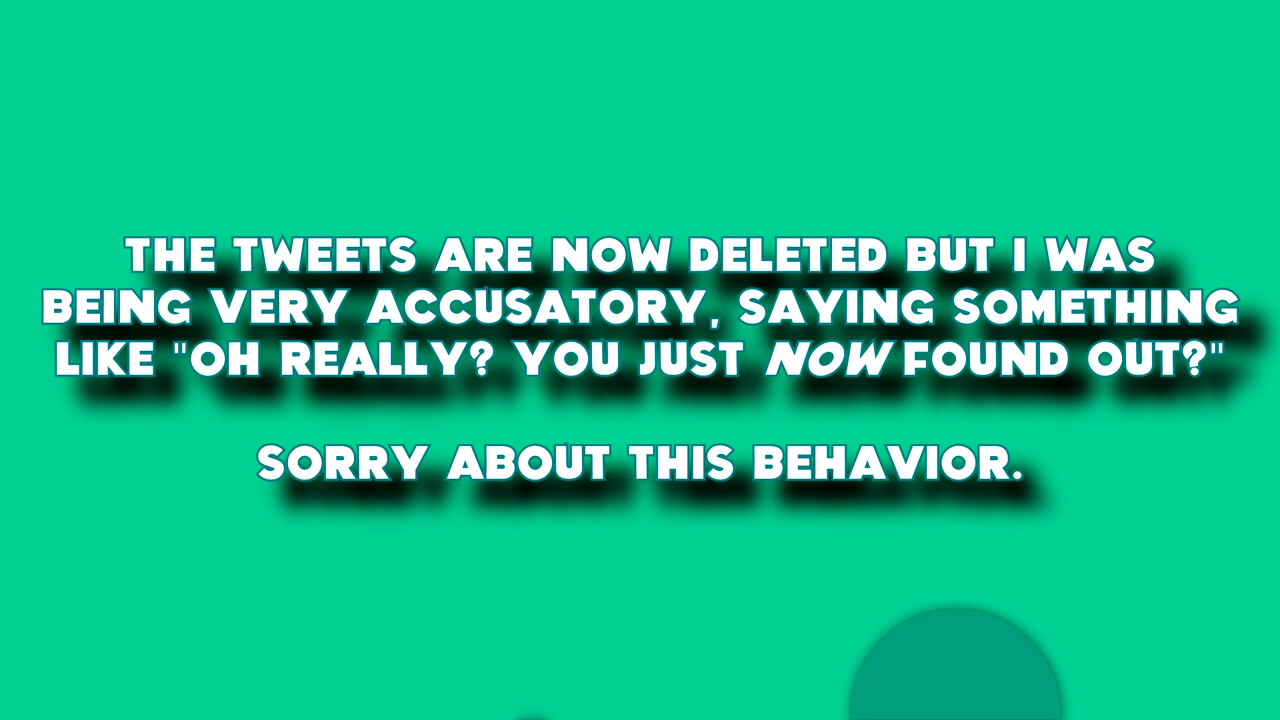 THE TWEETS ARE NOW DELETED BUT I WAS
BEING VERY ACCUSATORY, SAYING SOMETHING
LIKE "OH REALLY? YOU JUST NOW FOUND OUT?"
SORRY ABOUT THIS BEHAVIOR.